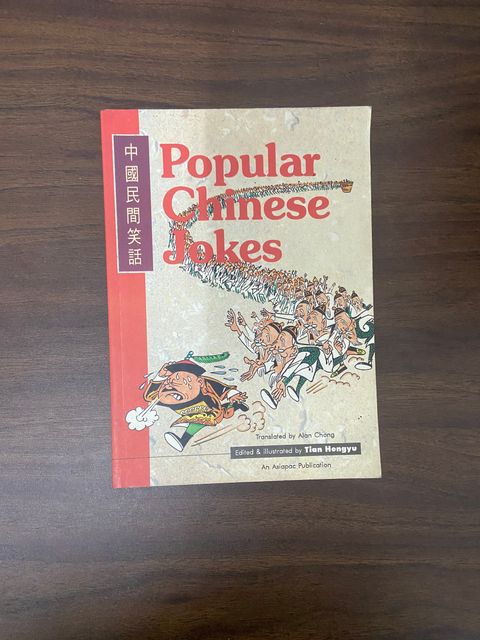 中國民間笑話
Popular
Chinese
Jokes
Translated by Alan Chong
Edited & illustrated by Tian Hengyu
An Asiapac Publication